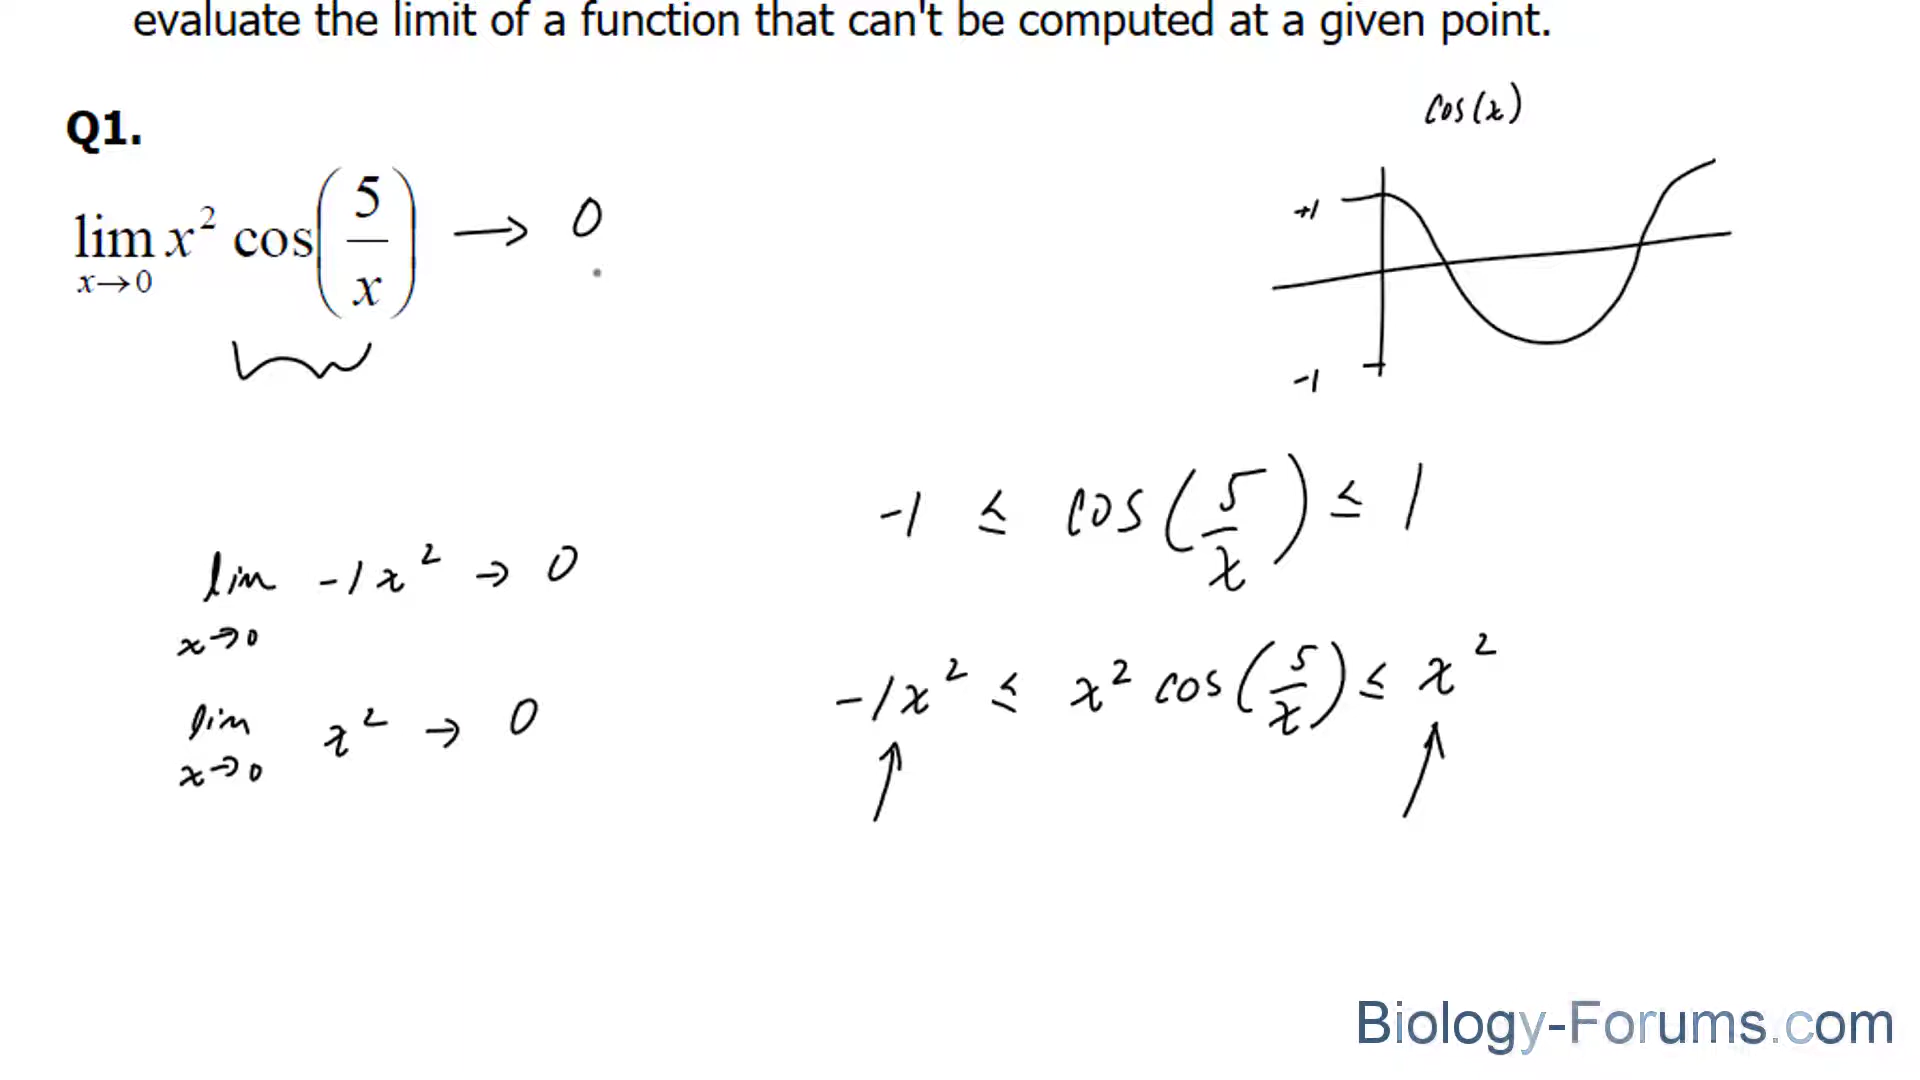 evaluate the limit of a function that can't be computed at a given point.
Q1.
lim x→0 x² cos(5/x) → 0
cos(x)
+1
-1
-1 ≤ cos(5/x) ≤ 1
lim x→0 -1x² → 0
-1x² ≤ x² cos(5/x) ≤ x²
lim x→0 x² → 0
Biology-Forums.com